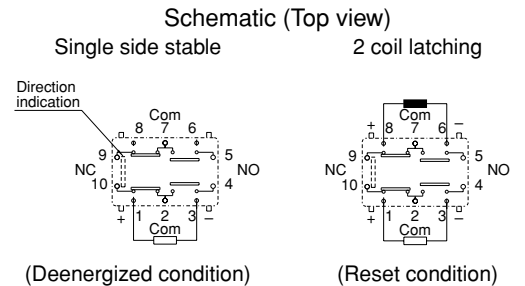 Schematic (Top view)
Single side stable
2 coil latching
Direction
indication
Com
8 7 6
9 5
NC NO
10 4
+ 1 2 3 –
Com
(Deenergized condition)
Com
+ 8 7 6 –
9 5
NC NO
10 4
1 2 3
Com
(Reset condition)